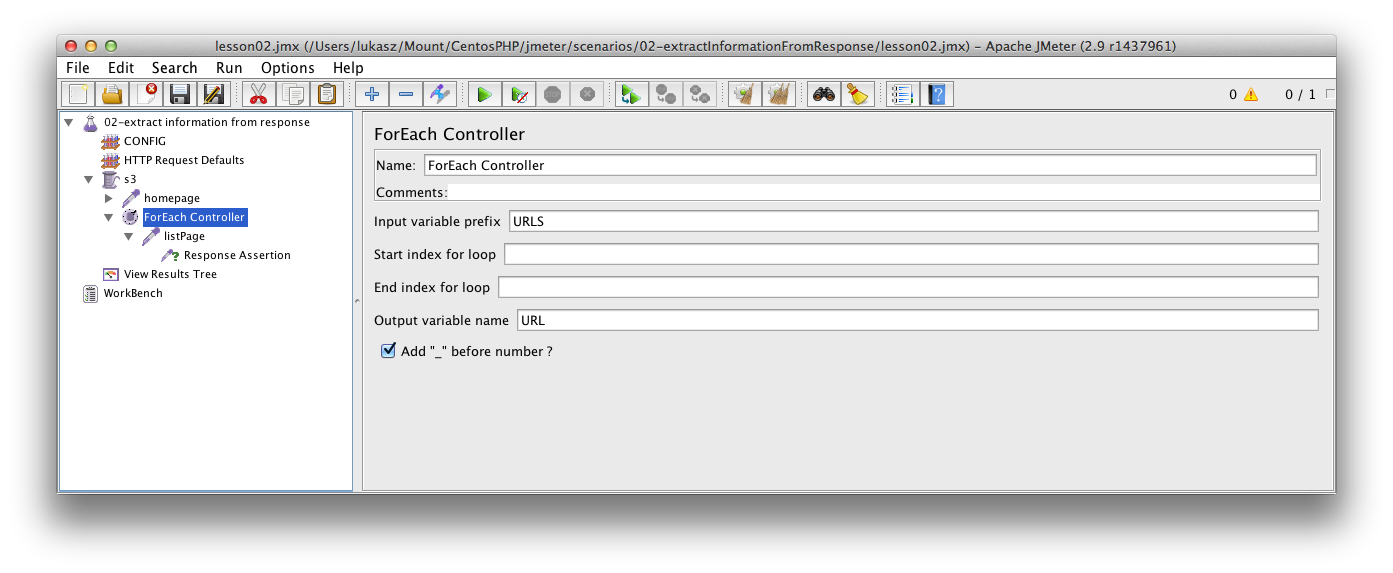 lesson02.jmx (/Users/lukasz/Mount/CentosPHP/jmeter/scenarios/02-extractInformationFromResponse/lesson02.jmx) – Apache JMeter (2.9 r1437961)
File Edit Search Run Options Help
0 0 / 1
02-extract information from response
CONFIG
HTTP Request Defaults
s3
homepage
ForEach Controller
listPage
Response Assertion
View Results Tree
WorkBench
ForEach Controller
Name: ForEach Controller
Comments:
Input variable prefix URLS
Start index for loop
End index for loop
Output variable name URL
Add "_" before number ?